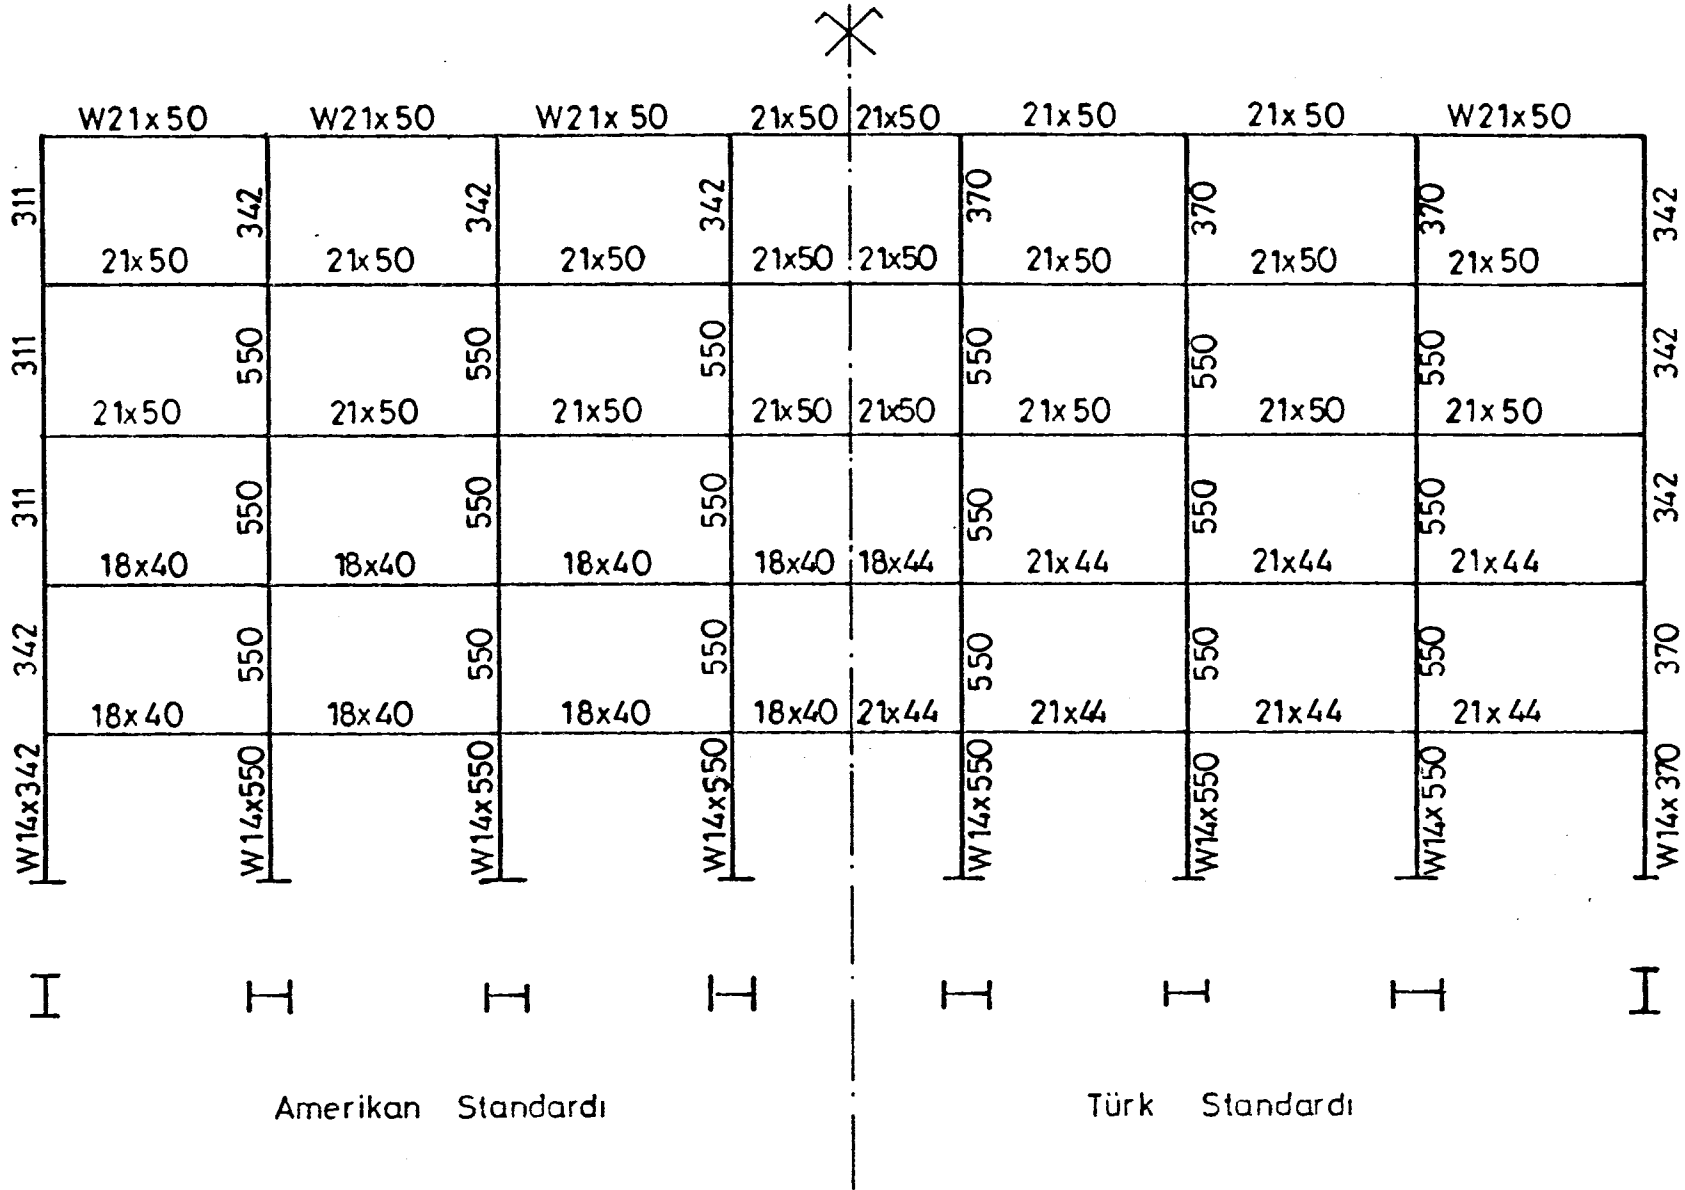 W21x50 W21x50 W21x50 21x50 21x50 21x50 21x50 W21x50
311 342 342 342 370 370 370 342
21x50 21x50 21x50 21x50 21x50 21x50 21x50 21x50
311 550 550 550 550 550 550 342
21x50 21x50 21x50 21x50 21x50 21x50 21x50 21x50
311 550 550 550 550 550 550 342
18x40 18x40 18x40 18x40 18x44 21x44 21x44 21x44
342 550 550 550 550 550 550 370
18x40 18x40 18x40 18x40 21x44 21x44 21x44 21x44
W14x342 W14x550 W14x550 W14x550 W14x550 W14x550 W14x550 W14x370
Amerikan Standardı Türk Standardı